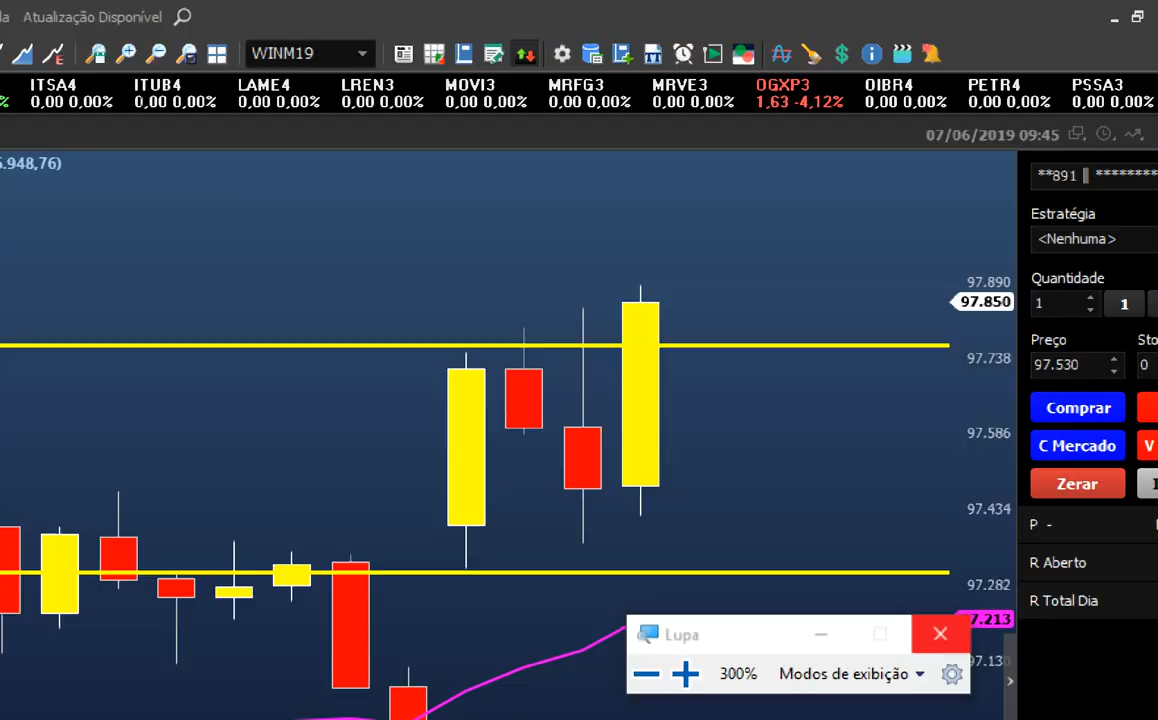 Atualização Disponível
WINM19
ITSA4 ITUB4 LAME4 LREN3 MOVI3 MRFG3 MRVE3 OGXP3 OIBR4 PETR4 PSSA3
% 0,00 0,00% 0,00 0,00% 0,00 0,00% 0,00 0,00% 0,00 0,00% 0,00 0,00% 0,00 0,00% 1,63 -4,12% 0,00 0,00% 0,00 0,00% 0,00 0,00%
07/06/2019 09:45
5.948,76)
**891 ********
Estratégia
<Nenhuma>
Quantidade
1 1
Preço Sto
97.530 0
Comprar
C Mercado V
Zerar
P -
R Aberto
R Total Dia
97.890
97.850
97.738
97.586
97.434
97.282
7.213
97.130
Lupa
300% Modos de exibição